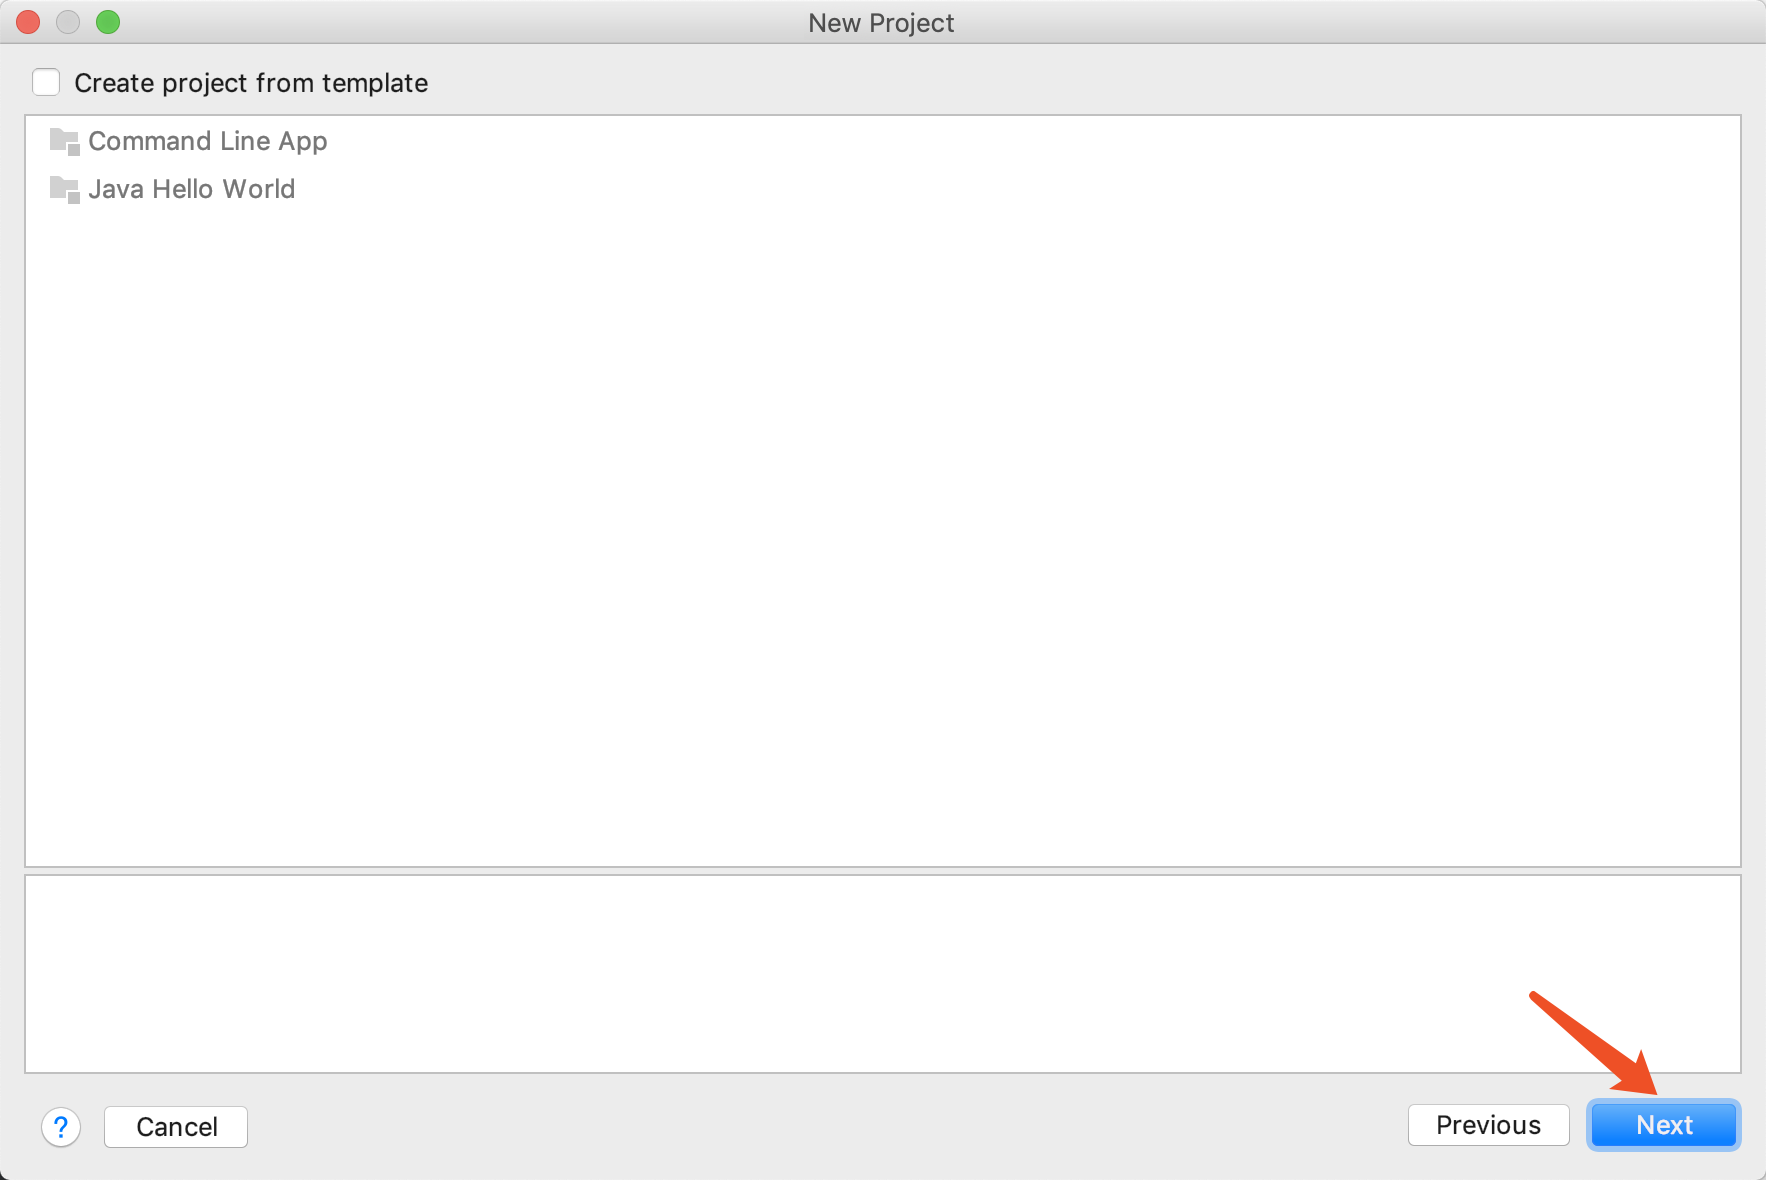 New Project
Create project from template
Command Line App
Java Hello World
?
Cancel
Previous
Next